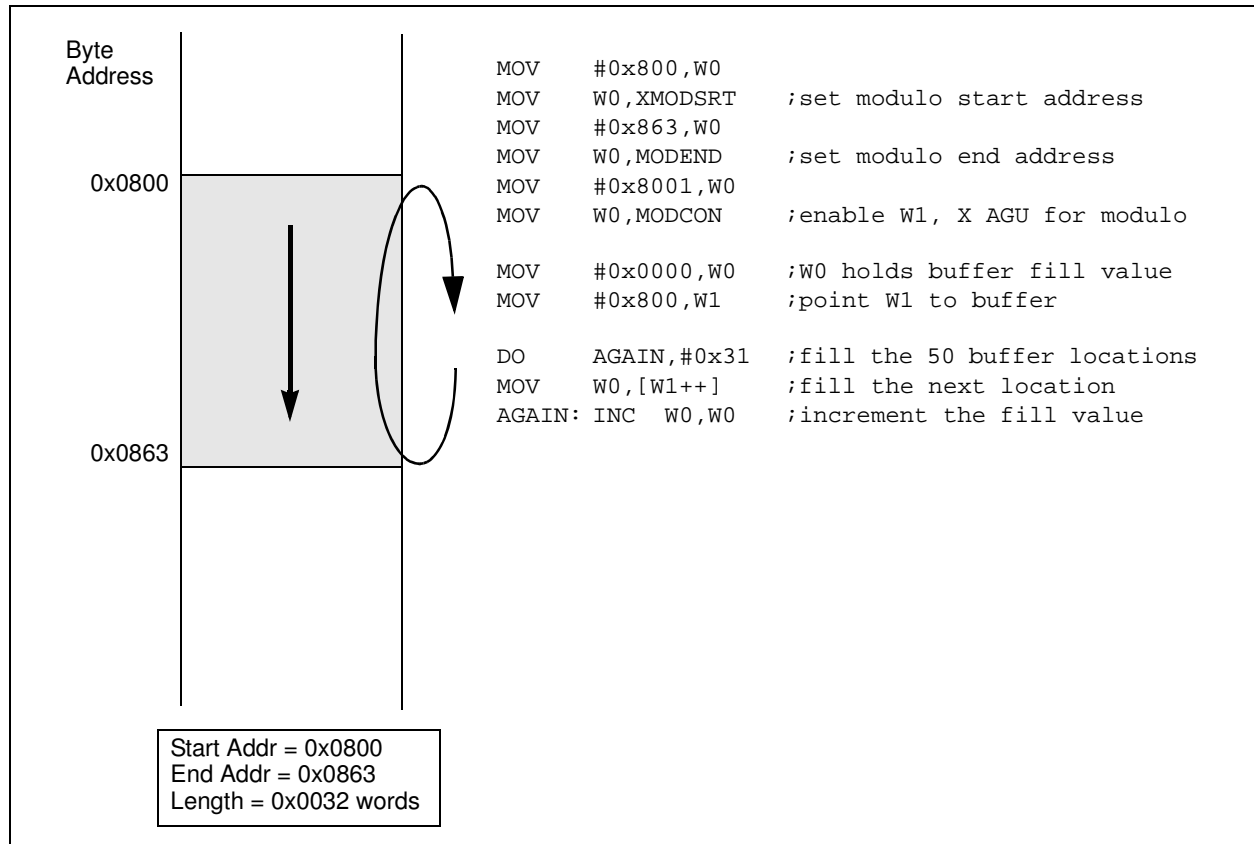 Byte
Address
0x0800
0x0863
MOV #0x800,W0
MOV W0,XMODSRT ;set modulo start address
MOV #0x863,W0
MOV W0,MODEND ;set modulo end address
MOV #0x8001,W0
MOV W0,MODCON ;enable W1, X AGU for modulo
MOV #0x0000,W0 ;W0 holds buffer fill value
MOV #0x800,W1 ;point W1 to buffer
DO AGAIN,#0x31 ;fill the 50 buffer locations
MOV W0,[W1++] ;fill the next location
AGAIN: INC W0,W0 ;increment the fill value
Start Addr = 0x0800
End Addr = 0x0863
Length = 0x0032 words